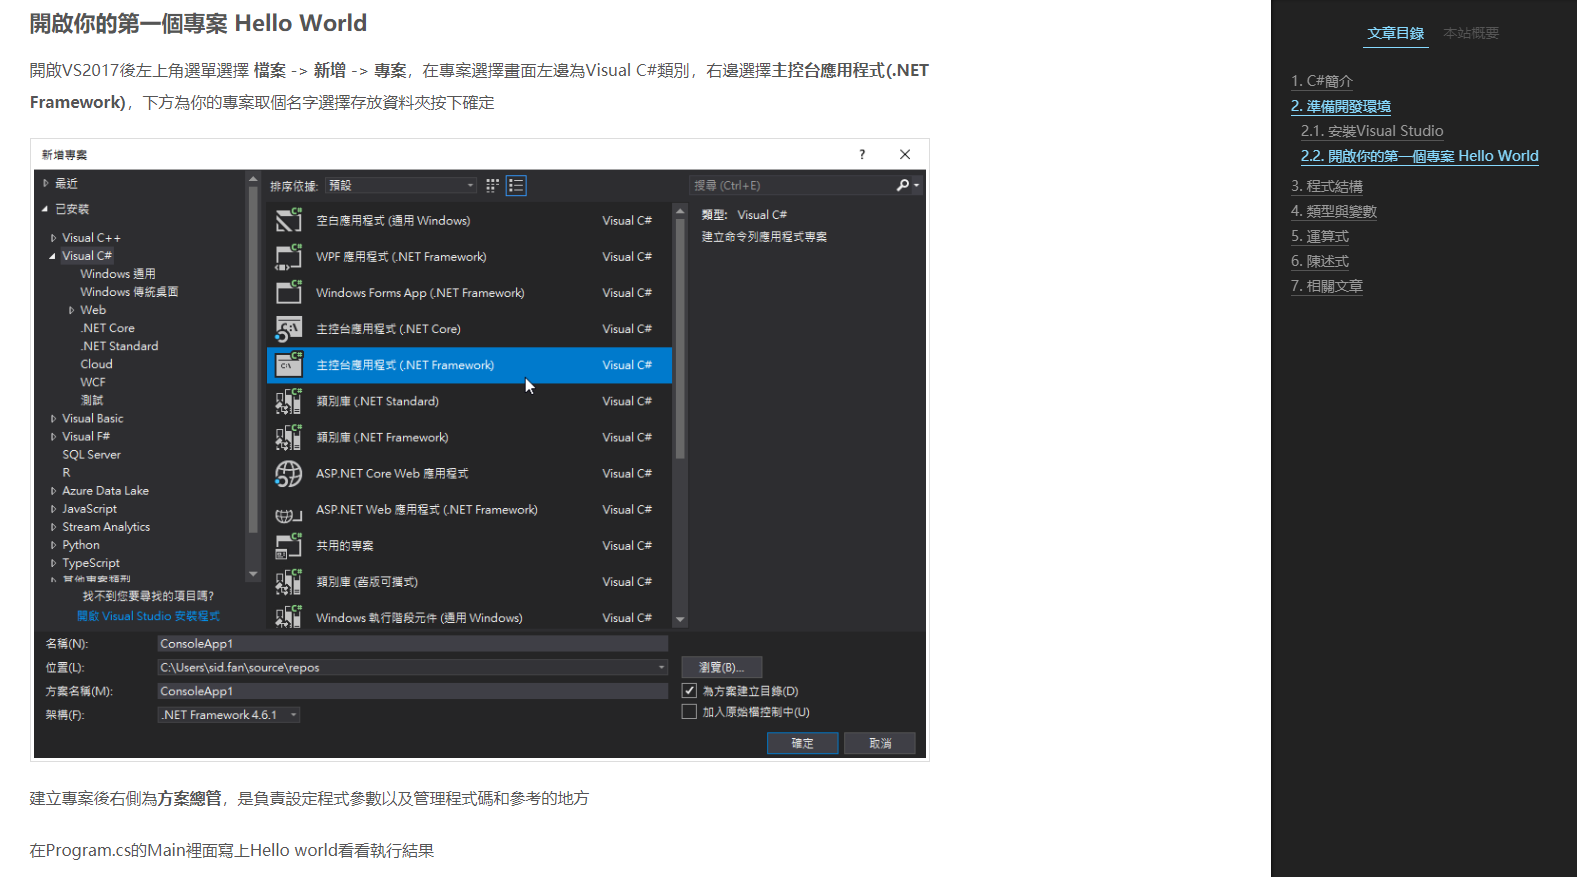 開啟你的第一個專案 Hello World
開啟VS2017後左上角選單選擇 檔案 -> 新增 -> 專案，在專案選擇畫面左邊為Visual C#類別，右邊選擇主控台應用程式(.NET
Framework)，下方為你的專案取個名字選擇存放資料夾按下確定
新增專案
?
最近
已安裝
Visual C++
Visual C#
Windows 通用
Windows 傳統桌面
Web
.NET Core
.NET Standard
Cloud
WCF
測試
Visual Basic
Visual F#
SQL Server
R
Azure Data Lake
JavaScript
Stream Analytics
Python
TypeScript
其他專案類型
找不到您要尋找的項目嗎?
開啟 Visual Studio 安裝程式
排序依據: 預設
空白應用程式 (通用 Windows) Visual C#
WPF 應用程式 (.NET Framework) Visual C#
Windows Forms App (.NET Framework) Visual C#
主控台應用程式 (.NET Core) Visual C#
主控台應用程式 (.NET Framework) Visual C#
類別庫 (.NET Standard) Visual C#
類別庫 (.NET Framework) Visual C#
ASP.NET Core Web 應用程式 Visual C#
ASP.NET Web 應用程式 (.NET Framework) Visual C#
共用的專案 Visual C#
類別庫 (舊版可攜式) Visual C#
Windows 執行階段元件 (通用 Windows) Visual C#
搜尋 (Ctrl+E)
類型: Visual C#
建立命令列應用程式專案
名稱(N): ConsoleApp1
位置(L): C:\Users\sid.fan\source\repos 瀏覽(B)...
方案名稱(M): ConsoleApp1 為方案建立目錄(D)
架構(F): .NET Framework 4.6.1 加入原始檔控制中(U)
確定 取消
建立專案後右側為方案總管，是負責設定程式參數以及管理程式碼和參考的地方
在Program.cs的Main裡面寫上Hello world看看執行結果
文章目錄 本站概要
1. C#簡介
2. 準備開發環境
2.1. 安裝Visual Studio
2.2. 開啟你的第一個專案 Hello World
3. 程式結構
4. 類型與變數
5. 運算式
6. 陳述式
7. 相關文章